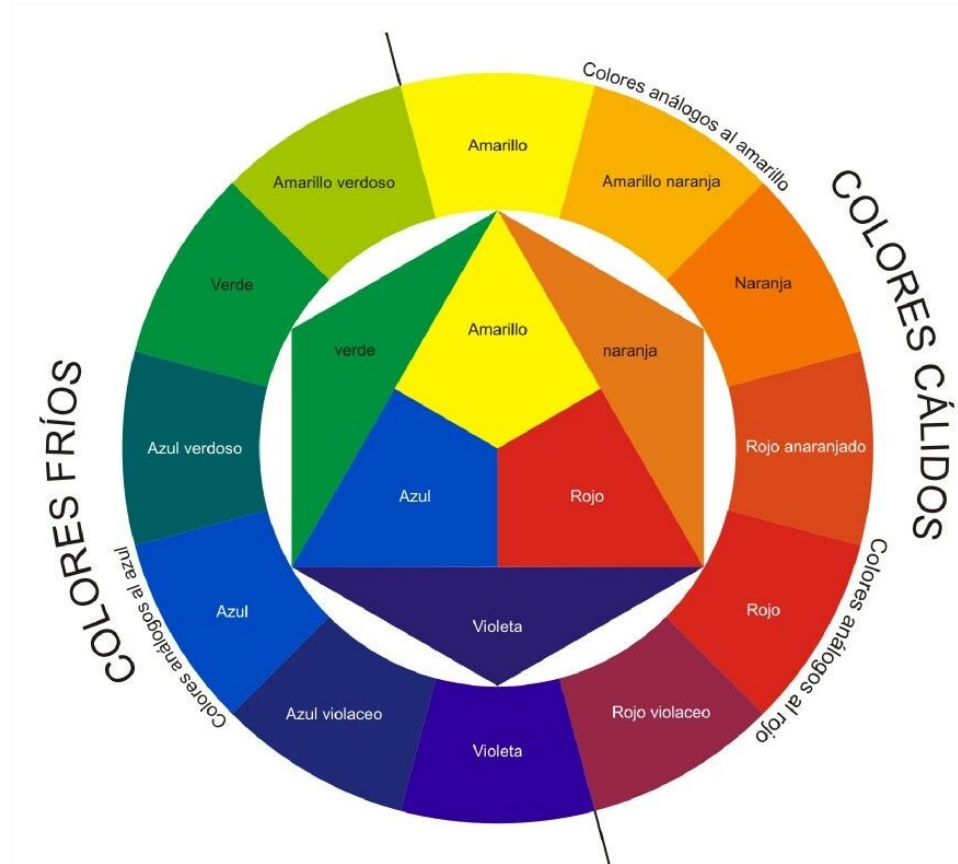 Colores análogos al amarillo
Amarillo
Amarillo verdoso
Amarillo naranja
COLORES CÁLIDOS
Verde
Naranja
Amarillo
verde
naranja
COLORES FRÍOS
Azul verdoso
Rojo anaranjado
Azul
Rojo
Colores análogos al azul
Azul
Rojo
Colores análogos al rojo
Violeta
Azul violaceo
Rojo violaceo
Violeta